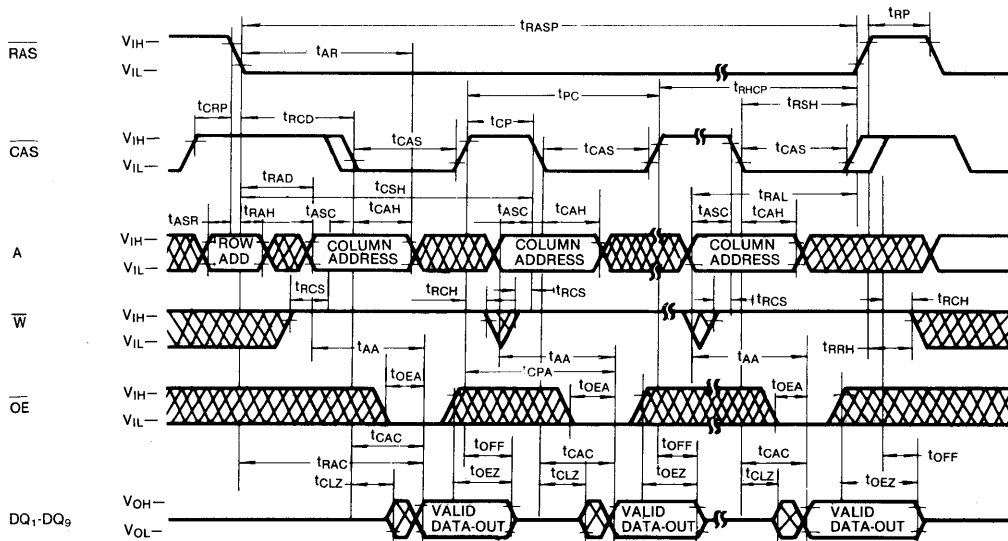 tRASP
tRP
RAS
VIH
VIL
tAR
tPC
tRHCP
tCRP
tRCD
tCP
tRSH
CAS
VIH
VIL
tCAS
tCAS
tCAS
tRAD
tCSH
tRAL
tASR
tRAH
tASC
tCAH
tASC
tCAH
tASC
tCAH
A
VIH
VIL
ROW
ADD
COLUMN
ADDRESS
COLUMN
ADDRESS
COLUMN
ADDRESS
tRCS
tRCH
tRCS
tRCS
tRCH
W
VIH
VIL
tAA
tAA
tAA
tRRH
tCPA
OE
VIH
VIL
tOEA
tOEA
tOEA
tCAC
tOFF
tCAC
tOFF
tCAC
tOFF
tRAC
tCLZ
tOEZ
tCLZ
tOEZ
tCLZ
tOEZ
DQ1-DQ9
VOH
VOL
VALID
DATA-OUT
VALID
DATA-OUT
VALID
DATA-OUT